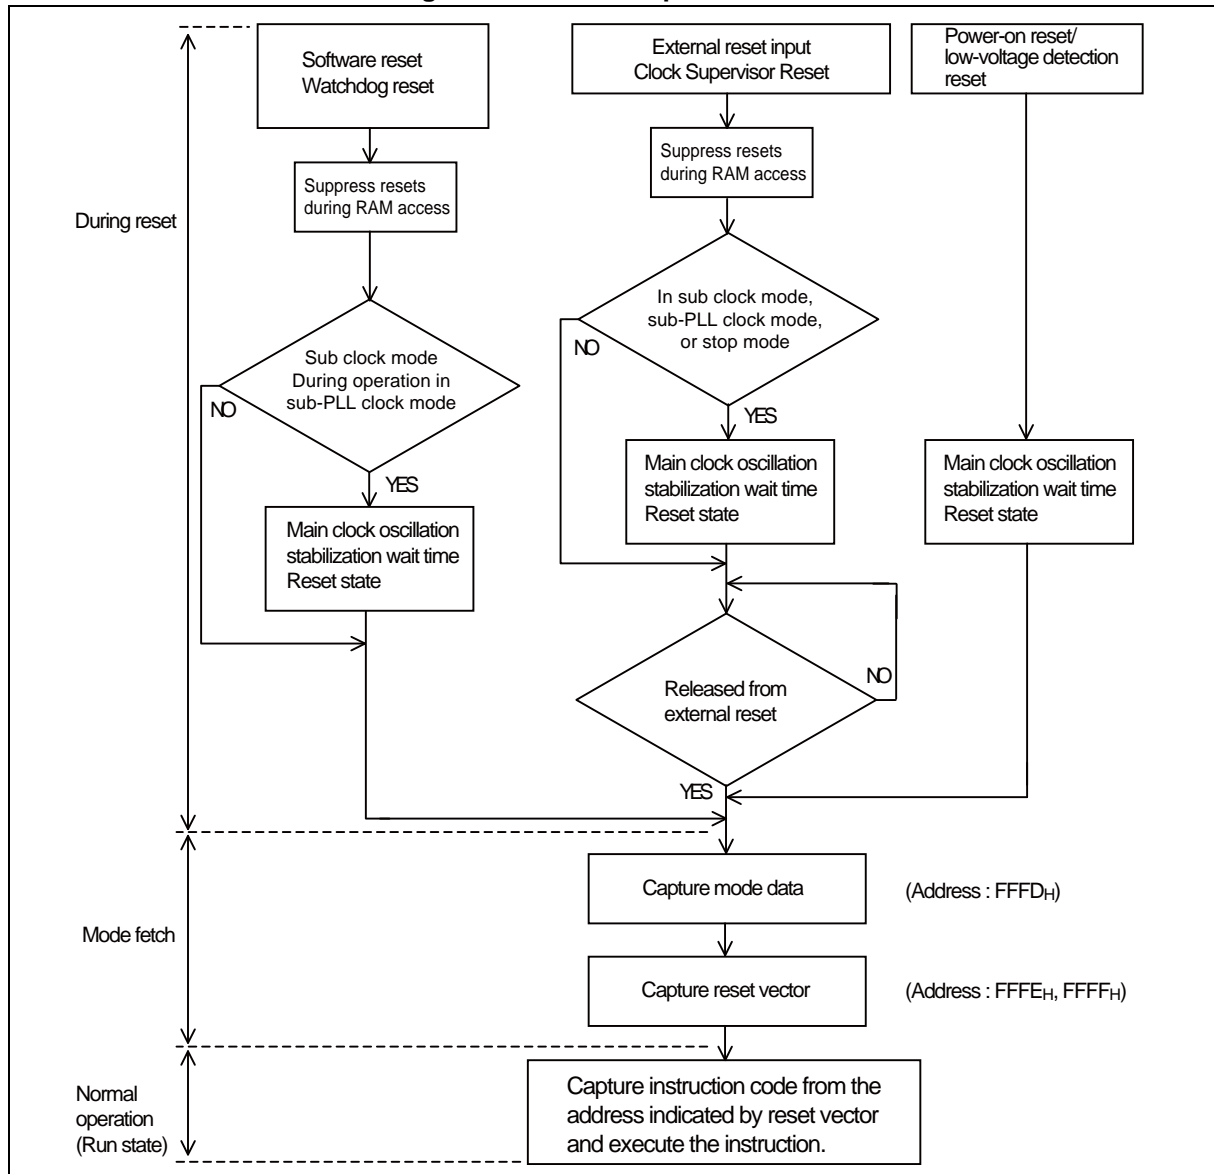 Software reset
Watchdog reset
External reset input
Clock Supervisor Reset
Power-on reset/
low-voltage detection
reset
Suppress resets
during RAM access
Suppress resets
during RAM access
During reset
In sub clock mode,
sub-PLL clock mode,
or stop mode
NO
YES
Sub clock mode
During operation in
sub-PLL clock mode
NO
YES
Main clock oscillation
stabilization wait time
Reset state
Main clock oscillation
stabilization wait time
Reset state
Main clock oscillation
stabilization wait time
Reset state
Released from
external reset
NO
YES
Capture mode data
(Address : FFFDH)
Mode fetch
Capture reset vector
(Address : FFFEH, FFFFH)
Normal
operation
(Run state)
Capture instruction code from the
address indicated by reset vector
and execute the instruction.